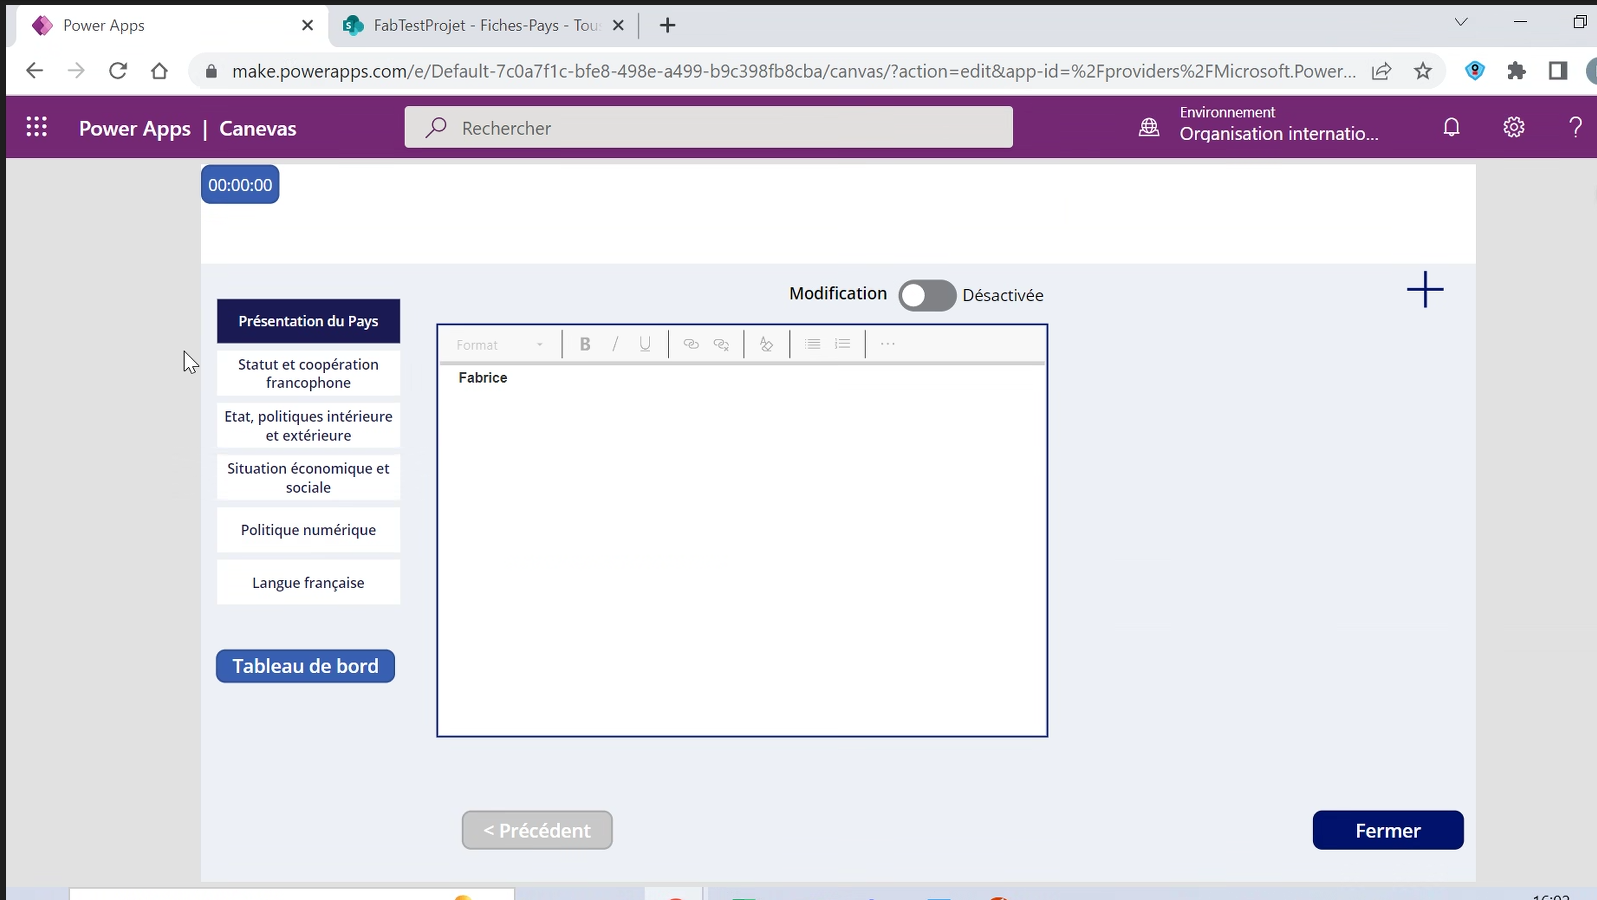 Power Apps
FabTestProjet - Fiches-Pays - Tou
make.powerapps.com/e/Default-7c0a7f1c-bfe8-498e-a499-b9c398fb8cba/canvas/?action=edit&app-id=%2Fproviders%2FMicrosoft.Power...
Power Apps | Canevas
Rechercher
Environnement
Organisation internatio...
00:00:00
Modification
Désactivée
Présentation du Pays
Statut et coopération
francophone
Etat, politiques intérieure
et extérieure
Situation économique et
sociale
Politique numérique
Langue française
Tableau de bord
Format
B / U
Fabrice
< Précédent
Fermer